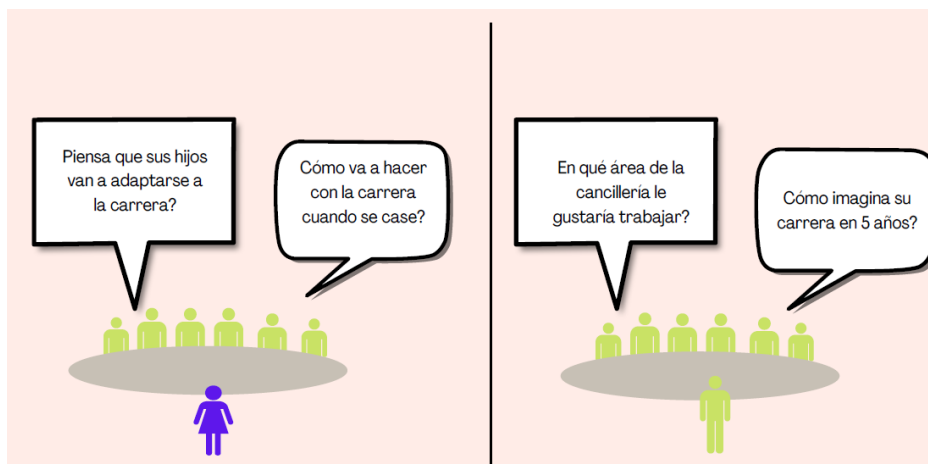 Piensa que sus hijos
van a adaptarse a
la carrera?
Cómo va a hacer
con la carrera
cuando se case?
En qué área de la
cancillería le
gustaría trabajar?
Cómo imagina su
carrera en 5 años?